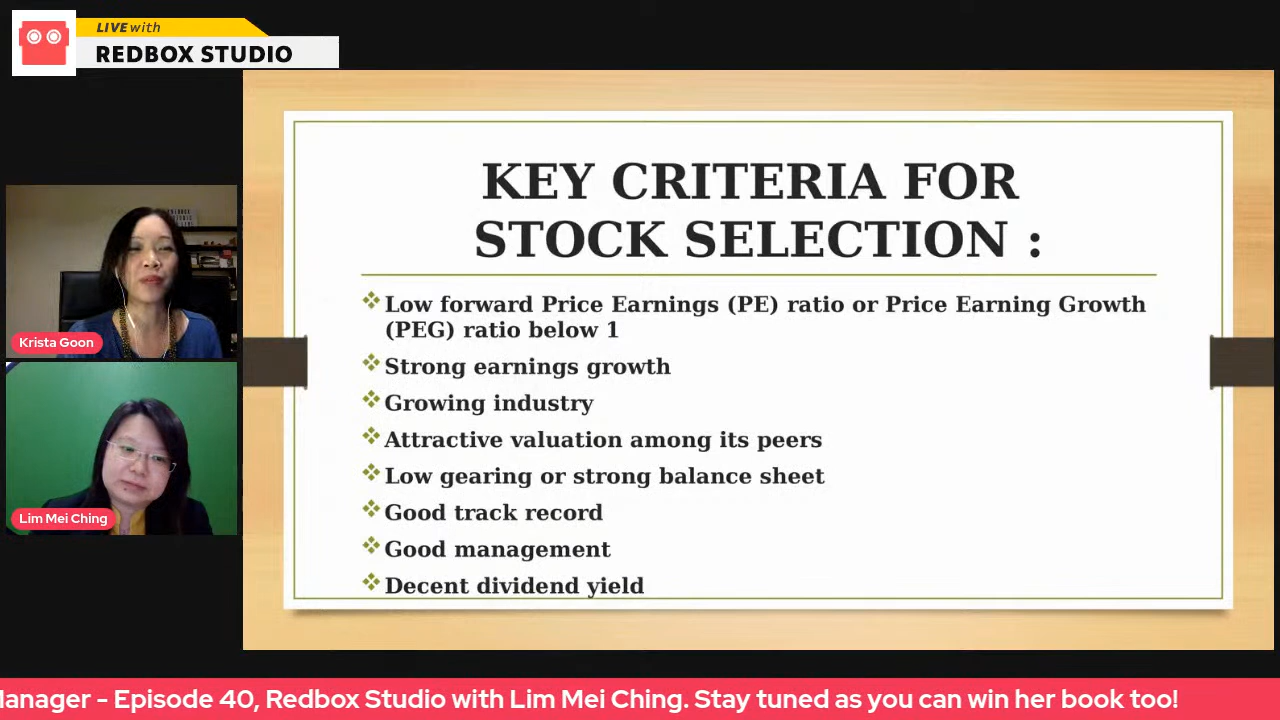 LIVE with
REDBOX STUDIO
KEY CRITERIA FOR
STOCK SELECTION :
Low forward Price Earnings (PE) ratio or Price Earning Growth
(PEG) ratio below 1
Strong earnings growth
Growing industry
Attractive valuation among its peers
Low gearing or strong balance sheet
Good track record
Good management
Decent dividend yield
Krista Goon
Lim Mei Ching
Manager - Episode 40, Redbox Studio with Lim Mei Ching. Stay tuned as you can win her book too!